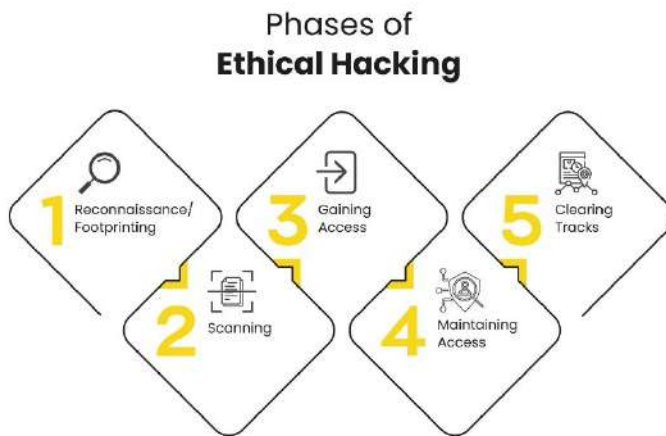 Phases of
Ethical Hacking
1
Reconnaissance/
Footprinting
2
Scanning
3
Gaining
Access
4
Maintaining
Access
5
Clearing
Tracks